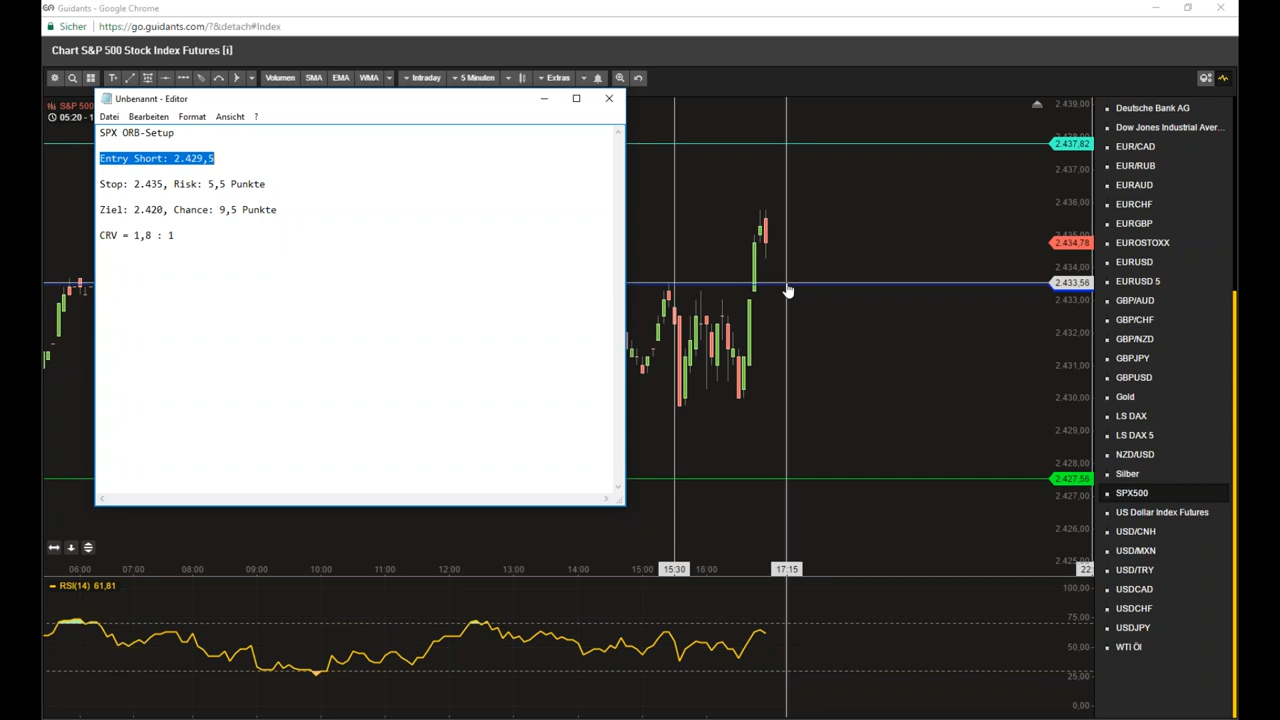 Guidants - Google Chrome
Sicher https://go.guidants.com/?&detach#Index
Chart S&P 500 Stock Index Futures [i]
Volumen SMA EMA WMA Intraday 5 Minuten Extras
S&P 500
05:20 - 1
Unbenannt - Editor
Datei Bearbeiten Format Ansicht ?
SPX ORB-Setup
Entry Short: 2.429,5
Stop: 2.435, Risk: 5,5 Punkte
Ziel: 2.420, Chance: 9,5 Punkte
CRV = 1,8 : 1
2.439,00
2.437,82
2.437,00
2.436,00
2.434,78
2.434,00
2.433,56
2.433,00
2.432,00
2.431,00
2.430,00
2.429,00
2.428,00
2.427,56
2.427,00
2.426,00
06:00 07:00 08:00 09:00 10:00 11:00 12:00 13:00 14:00 15:00 15:30 16:00 17:15 22
RSI(14) 61,81
100,00
75,00
50,00
25,00
0,00
Deutsche Bank AG
Dow Jones Industrial Aver...
EUR/CAD
EUR/RUB
EURAUD
EURCHF
EURGBP
EUROSTOXX
EURUSD
EURUSD 5
GBP/AUD
GBP/CHF
GBP/NZD
GBPJPY
GBPUSD
Gold
LS DAX
LS DAX 5
NZD/USD
Silber
SPX500
US Dollar Index Futures
USD/CNH
USD/MXN
USD/TRY
USDCAD
USDCHF
USDJPY
WTI Öl